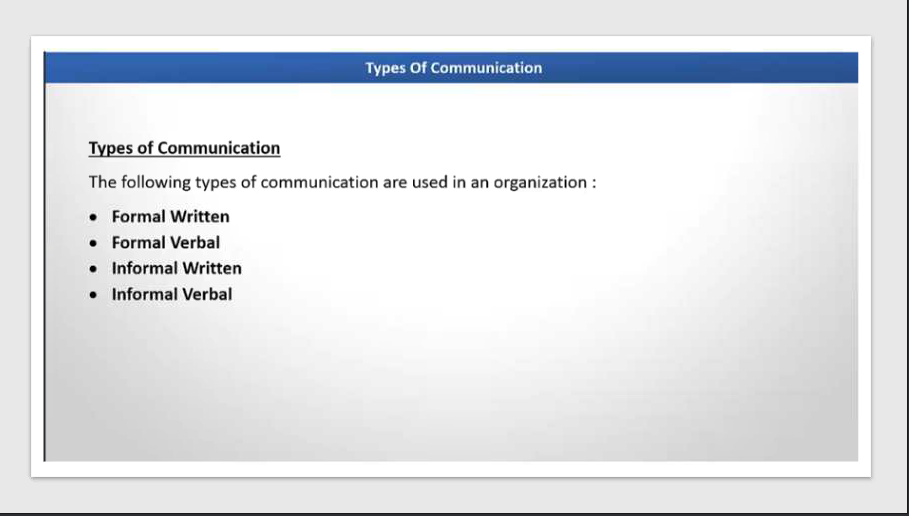 Types Of Communication
Types of Communication
The following types of communication are used in an organization :
• Formal Written
• Formal Verbal
• Informal Written
• Informal Verbal